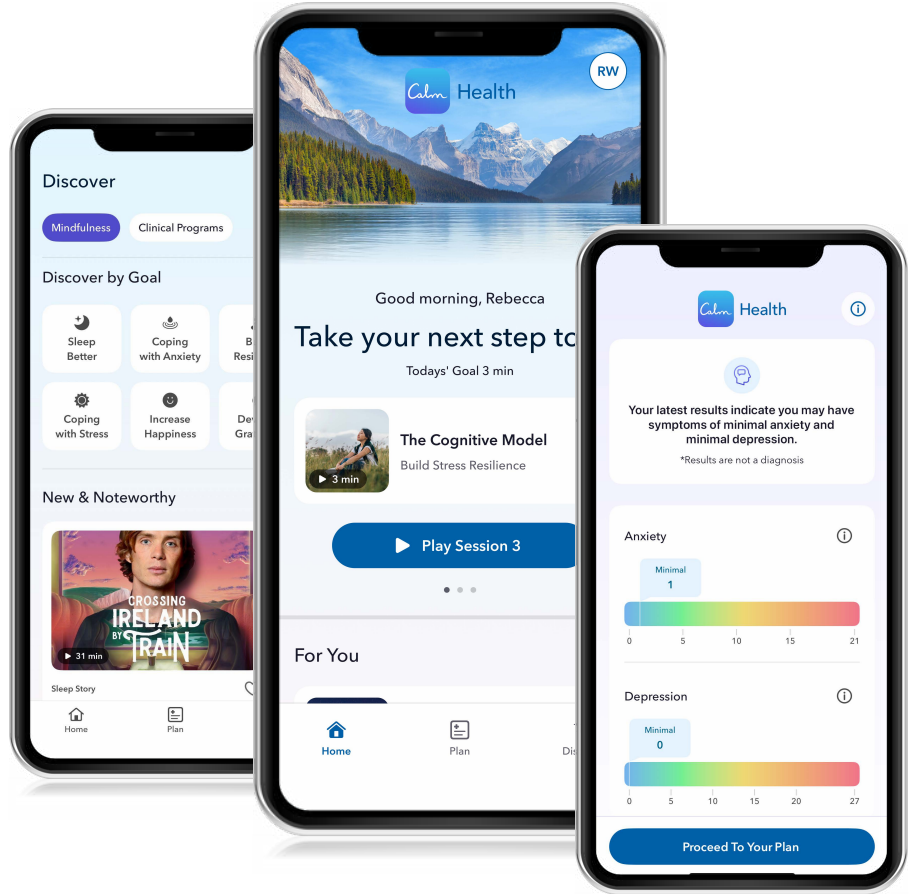 Discover
Mindfulness
Clinical Programs
Discover by Goal
Sleep
Better
Coping
with Anxiety
Coping
with Stress
Increase
Happiness
New & Noteworthy
CROSSING
IRELAND
BY
TRAIN
31 min
Sleep Story
Home
Plan
Calm
Health
RW
Good morning, Rebecca
Take your next step to
Todays' Goal 3 min
The Cognitive Model
Build Stress Resilience
3 min
Play Session 3
For You
Home
Plan
Calm
Health
Your latest results indicate you may have
symptoms of minimal anxiety and
minimal depression.
*Results are not a diagnosis
Anxiety
Minimal
1
0 5 10 15 21
Depression
Minimal
0
0 5 10 15 20 27
Proceed To Your Plan